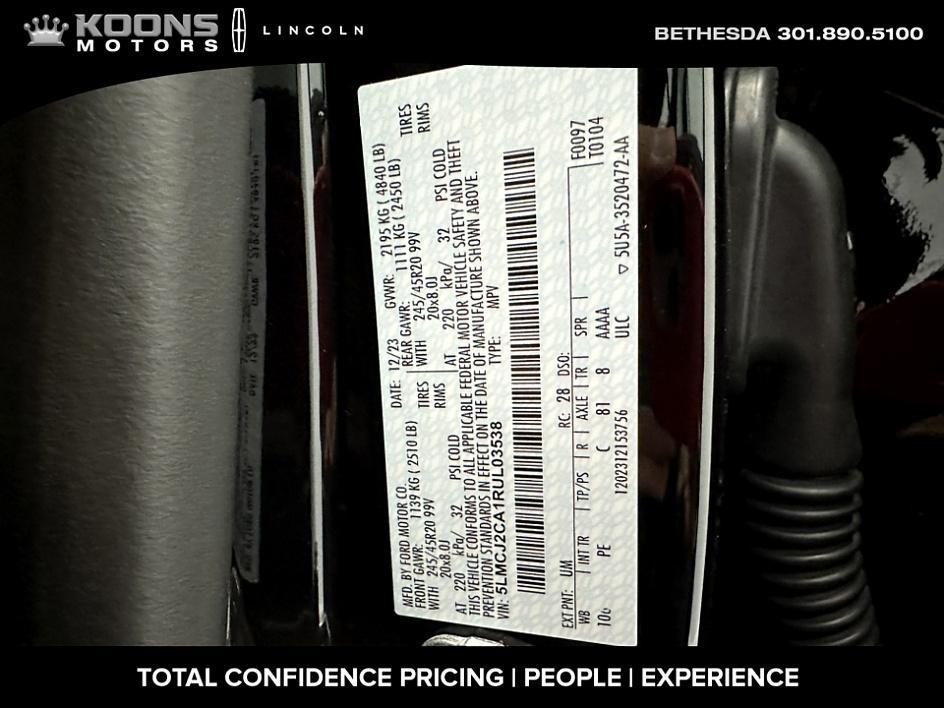 KOONS
MOTORS
LINCOLN
BETHESDA 301.890.5100
MFD. BY FORD MOTOR CO.
DATE: 12/23
GVWR: 2195 KG ( 4840 LB)
FRONT GAWR: 1139 KG ( 2510 LB)
REAR GAWR: 1111 KG ( 2450 LB)
WITH 245/45R20 99V TIRES
WITH 245/45R20 99V TIRES
20x8.0J RIMS
20x8.0J RIMS
AT 220 kPa/ 32 PSI COLD
AT 220 kPa/ 32 PSI COLD
THIS VEHICLE CONFORMS TO ALL APPLICABLE FEDERAL MOTOR VEHICLE SAFETY AND THEFT
PREVENTION STANDARDS IN EFFECT ON THE DATE OF MANUFACTURE SHOWN ABOVE.
VIN: 5LMCJ2CA1RUL03538
TYPE: MPV
EXT PNT: UM RC: 28 DSO: F0097
WB | INT TR | TP/PS | R | AXLE | TR | SPR | T0104
106 PE C 81 8 AAAA
1202312153756 ULC
▽ 5U5A-3520472-AA
TOTAL CONFIDENCE PRICING | PEOPLE | EXPERIENCE